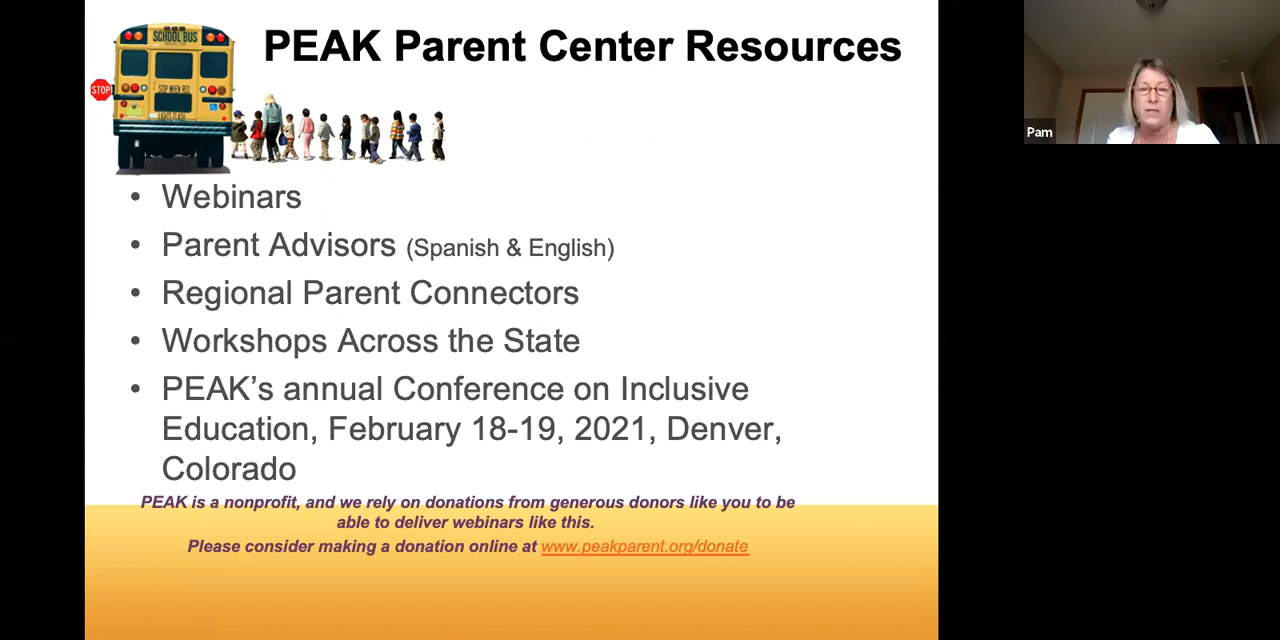 SCHOOL BUS
PEAK Parent Center Resources
STOP
STOP WHEN RED
• Webinars
• Parent Advisors (Spanish & English)
• Regional Parent Connectors
• Workshops Across the State
• PEAK’s annual Conference on Inclusive
Education, February 18-19, 2021, Denver,
Colorado
PEAK is a nonprofit, and we rely on donations from generous donors like you to be
able to deliver webinars like this.
Please consider making a donation online at www.peakparent.org/donate
Pam